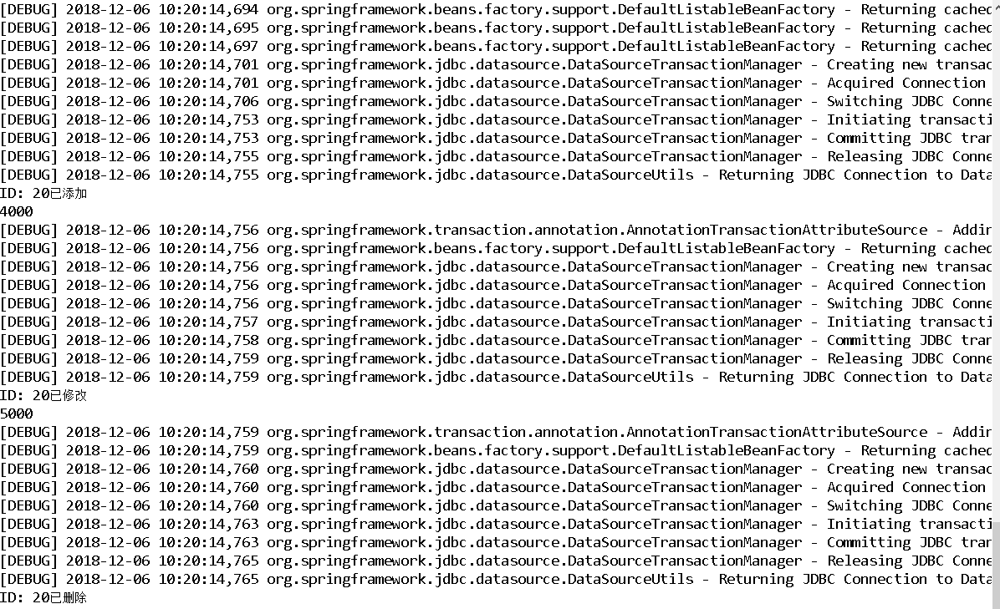 [DEBUG] 2018-12-06 10:20:14,694 org.springframework.beans.factory.support.DefaultListableBeanFactory - Returning cached
[DEBUG] 2018-12-06 10:20:14,695 org.springframework.beans.factory.support.DefaultListableBeanFactory - Returning cached
[DEBUG] 2018-12-06 10:20:14,697 org.springframework.beans.factory.support.DefaultListableBeanFactory - Returning cached
[DEBUG] 2018-12-06 10:20:14,701 org.springframework.jdbc.datasource.DataSourceTransactionManager - Creating new transac
[DEBUG] 2018-12-06 10:20:14,701 org.springframework.jdbc.datasource.DataSourceTransactionManager - Acquired Connection
[DEBUG] 2018-12-06 10:20:14,706 org.springframework.jdbc.datasource.DataSourceTransactionManager - Switching JDBC Conne
[DEBUG] 2018-12-06 10:20:14,753 org.springframework.jdbc.datasource.DataSourceTransactionManager - Initiating transacti
[DEBUG] 2018-12-06 10:20:14,753 org.springframework.jdbc.datasource.DataSourceTransactionManager - Committing JDBC tran
[DEBUG] 2018-12-06 10:20:14,755 org.springframework.jdbc.datasource.DataSourceTransactionManager - Releasing JDBC Conne
[DEBUG] 2018-12-06 10:20:14,755 org.springframework.jdbc.datasource.DataSourceUtils - Returning JDBC Connection to Data
ID: 20已添加
4000
[DEBUG] 2018-12-06 10:20:14,756 org.springframework.transaction.annotation.AnnotationTransactionAttributeSource - Addin
[DEBUG] 2018-12-06 10:20:14,756 org.springframework.beans.factory.support.DefaultListableBeanFactory - Returning cached
[DEBUG] 2018-12-06 10:20:14,756 org.springframework.jdbc.datasource.DataSourceTransactionManager - Creating new transac
[DEBUG] 2018-12-06 10:20:14,756 org.springframework.jdbc.datasource.DataSourceTransactionManager - Acquired Connection
[DEBUG] 2018-12-06 10:20:14,756 org.springframework.jdbc.datasource.DataSourceTransactionManager - Switching JDBC Conne
[DEBUG] 2018-12-06 10:20:14,757 org.springframework.jdbc.datasource.DataSourceTransactionManager - Initiating transacti
[DEBUG] 2018-12-06 10:20:14,758 org.springframework.jdbc.datasource.DataSourceTransactionManager - Committing JDBC tran
[DEBUG] 2018-12-06 10:20:14,759 org.springframework.jdbc.datasource.DataSourceTransactionManager - Releasing JDBC Conne
[DEBUG] 2018-12-06 10:20:14,759 org.springframework.jdbc.datasource.DataSourceUtils - Returning JDBC Connection to Data
ID: 20已修改
5000
[DEBUG] 2018-12-06 10:20:14,759 org.springframework.transaction.annotation.AnnotationTransactionAttributeSource - Addin
[DEBUG] 2018-12-06 10:20:14,759 org.springframework.beans.factory.support.DefaultListableBeanFactory - Returning cached
[DEBUG] 2018-12-06 10:20:14,760 org.springframework.jdbc.datasource.DataSourceTransactionManager - Creating new transac
[DEBUG] 2018-12-06 10:20:14,760 org.springframework.jdbc.datasource.DataSourceTransactionManager - Acquired Connection
[DEBUG] 2018-12-06 10:20:14,760 org.springframework.jdbc.datasource.DataSourceTransactionManager - Switching JDBC Conne
[DEBUG] 2018-12-06 10:20:14,763 org.springframework.jdbc.datasource.DataSourceTransactionManager - Initiating transacti
[DEBUG] 2018-12-06 10:20:14,763 org.springframework.jdbc.datasource.DataSourceTransactionManager - Committing JDBC tran
[DEBUG] 2018-12-06 10:20:14,765 org.springframework.jdbc.datasource.DataSourceTransactionManager - Releasing JDBC Conne
[DEBUG] 2018-12-06 10:20:14,765 org.springframework.jdbc.datasource.DataSourceUtils - Returning JDBC Connection to Data
ID: 20已删除